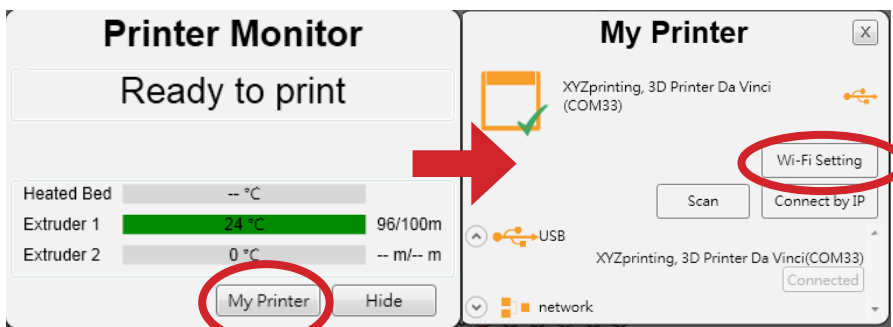 Printer Monitor
Ready to print
Heated Bed -- °C
Extruder 1 24 °C 96/100m
Extruder 2 0 °C -- m/-- m
My Printer Hide
My Printer X
XYZprinting, 3D Printer Da Vinci
(COM33)
Wi-Fi Setting
Scan Connect by IP
USB
XYZprinting, 3D Printer Da Vinci(COM33)
Connected
network